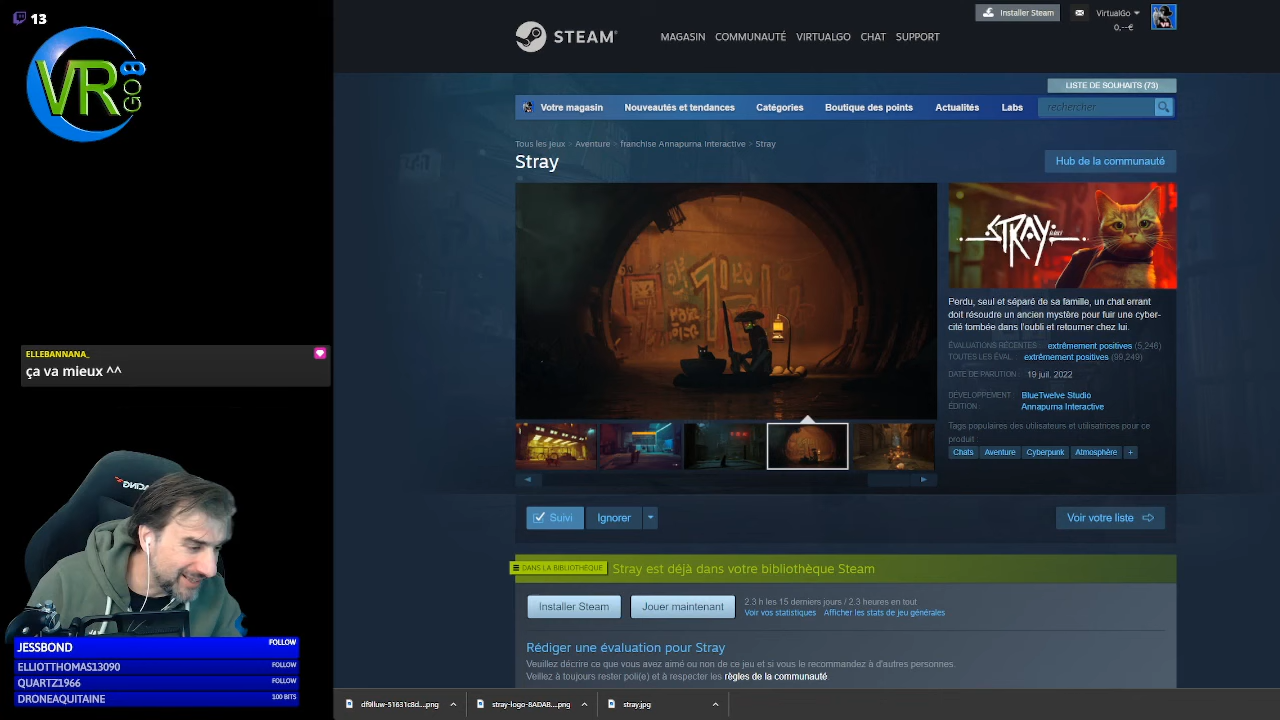 13
VR
GO
ELLEBANNANA_
ça va mieux ^^
JESSBOND FOLLOW
ELLIOTTHOMAS13090 FOLLOW
QUARTZ1966 FOLLOW
DRONEAQUITAINE 100 BITS
Installer Steam
VirtualGo
0,--€
STEAM
MAGASIN COMMUNAUTÉ VIRTUALGO CHAT SUPPORT
LISTE DE SOUHAITS (73)
Votre magasin Nouveautés et tendances Catégories Boutique des points Actualités Labs rechercher
Tous les jeux > Aventure > franchise Annapurna Interactive > Stray
Stray
Hub de la communauté
STRAY
Perdu, seul et séparé de sa famille, un chat errant
doit résoudre un ancien mystère pour fuir une cyber-
cité tombée dans l'oubli et retourner chez lui.
ÉVALUATIONS RÉCENTES : extrêmement positives (5,246)
TOUTES LES ÉVAL. : extrêmement positives (99,249)
DATE DE PARUTION : 19 juil. 2022
DÉVELOPPEMENT : BlueTwelve Studio
ÉDITION : Annapurna Interactive
Tags populaires des utilisateurs et utilisatrices pour ce
produit :
Chats Aventure Cyberpunk Atmosphère +
Suivi Ignorer
Voir votre liste
DANS LA BIBLIOTHÈQUE Stray est déjà dans votre bibliothèque Steam
Installer Steam Jouer maintenant
2.3 h les 15 derniers jours / 2.3 heures en tout
Voir vos statistiques Afficher les stats de jeu générales
Rédiger une évaluation pour Stray
Veuillez décrire ce que vous avez aimé ou non de ce jeu et si vous le recommandez à d'autres personnes.
Veillez à toujours rester poli(e) et à respecter les règles de la communauté.
stray.jpg